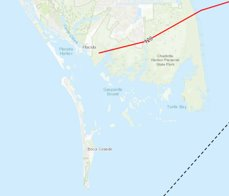 Placida
Placida
Harbor
Charlotte
Harbor Preserve
State Park
Gasparilla
Sound
Turtle Bay
Boca Grande